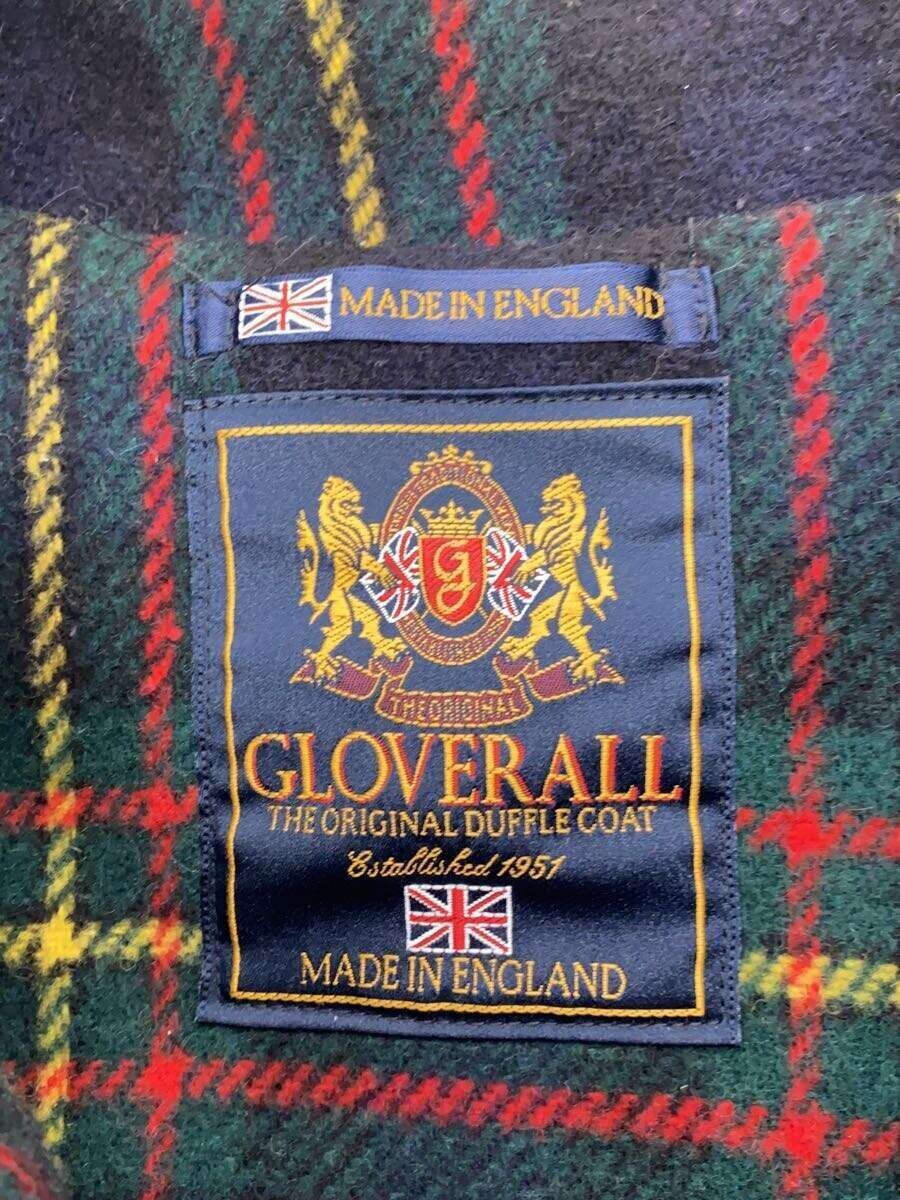 MADE IN ENGLAND
G
THE ORIGINAL
GLOVERALL
THE ORIGINAL DUFFLE COAT
Established 1951
MADE IN ENGLAND